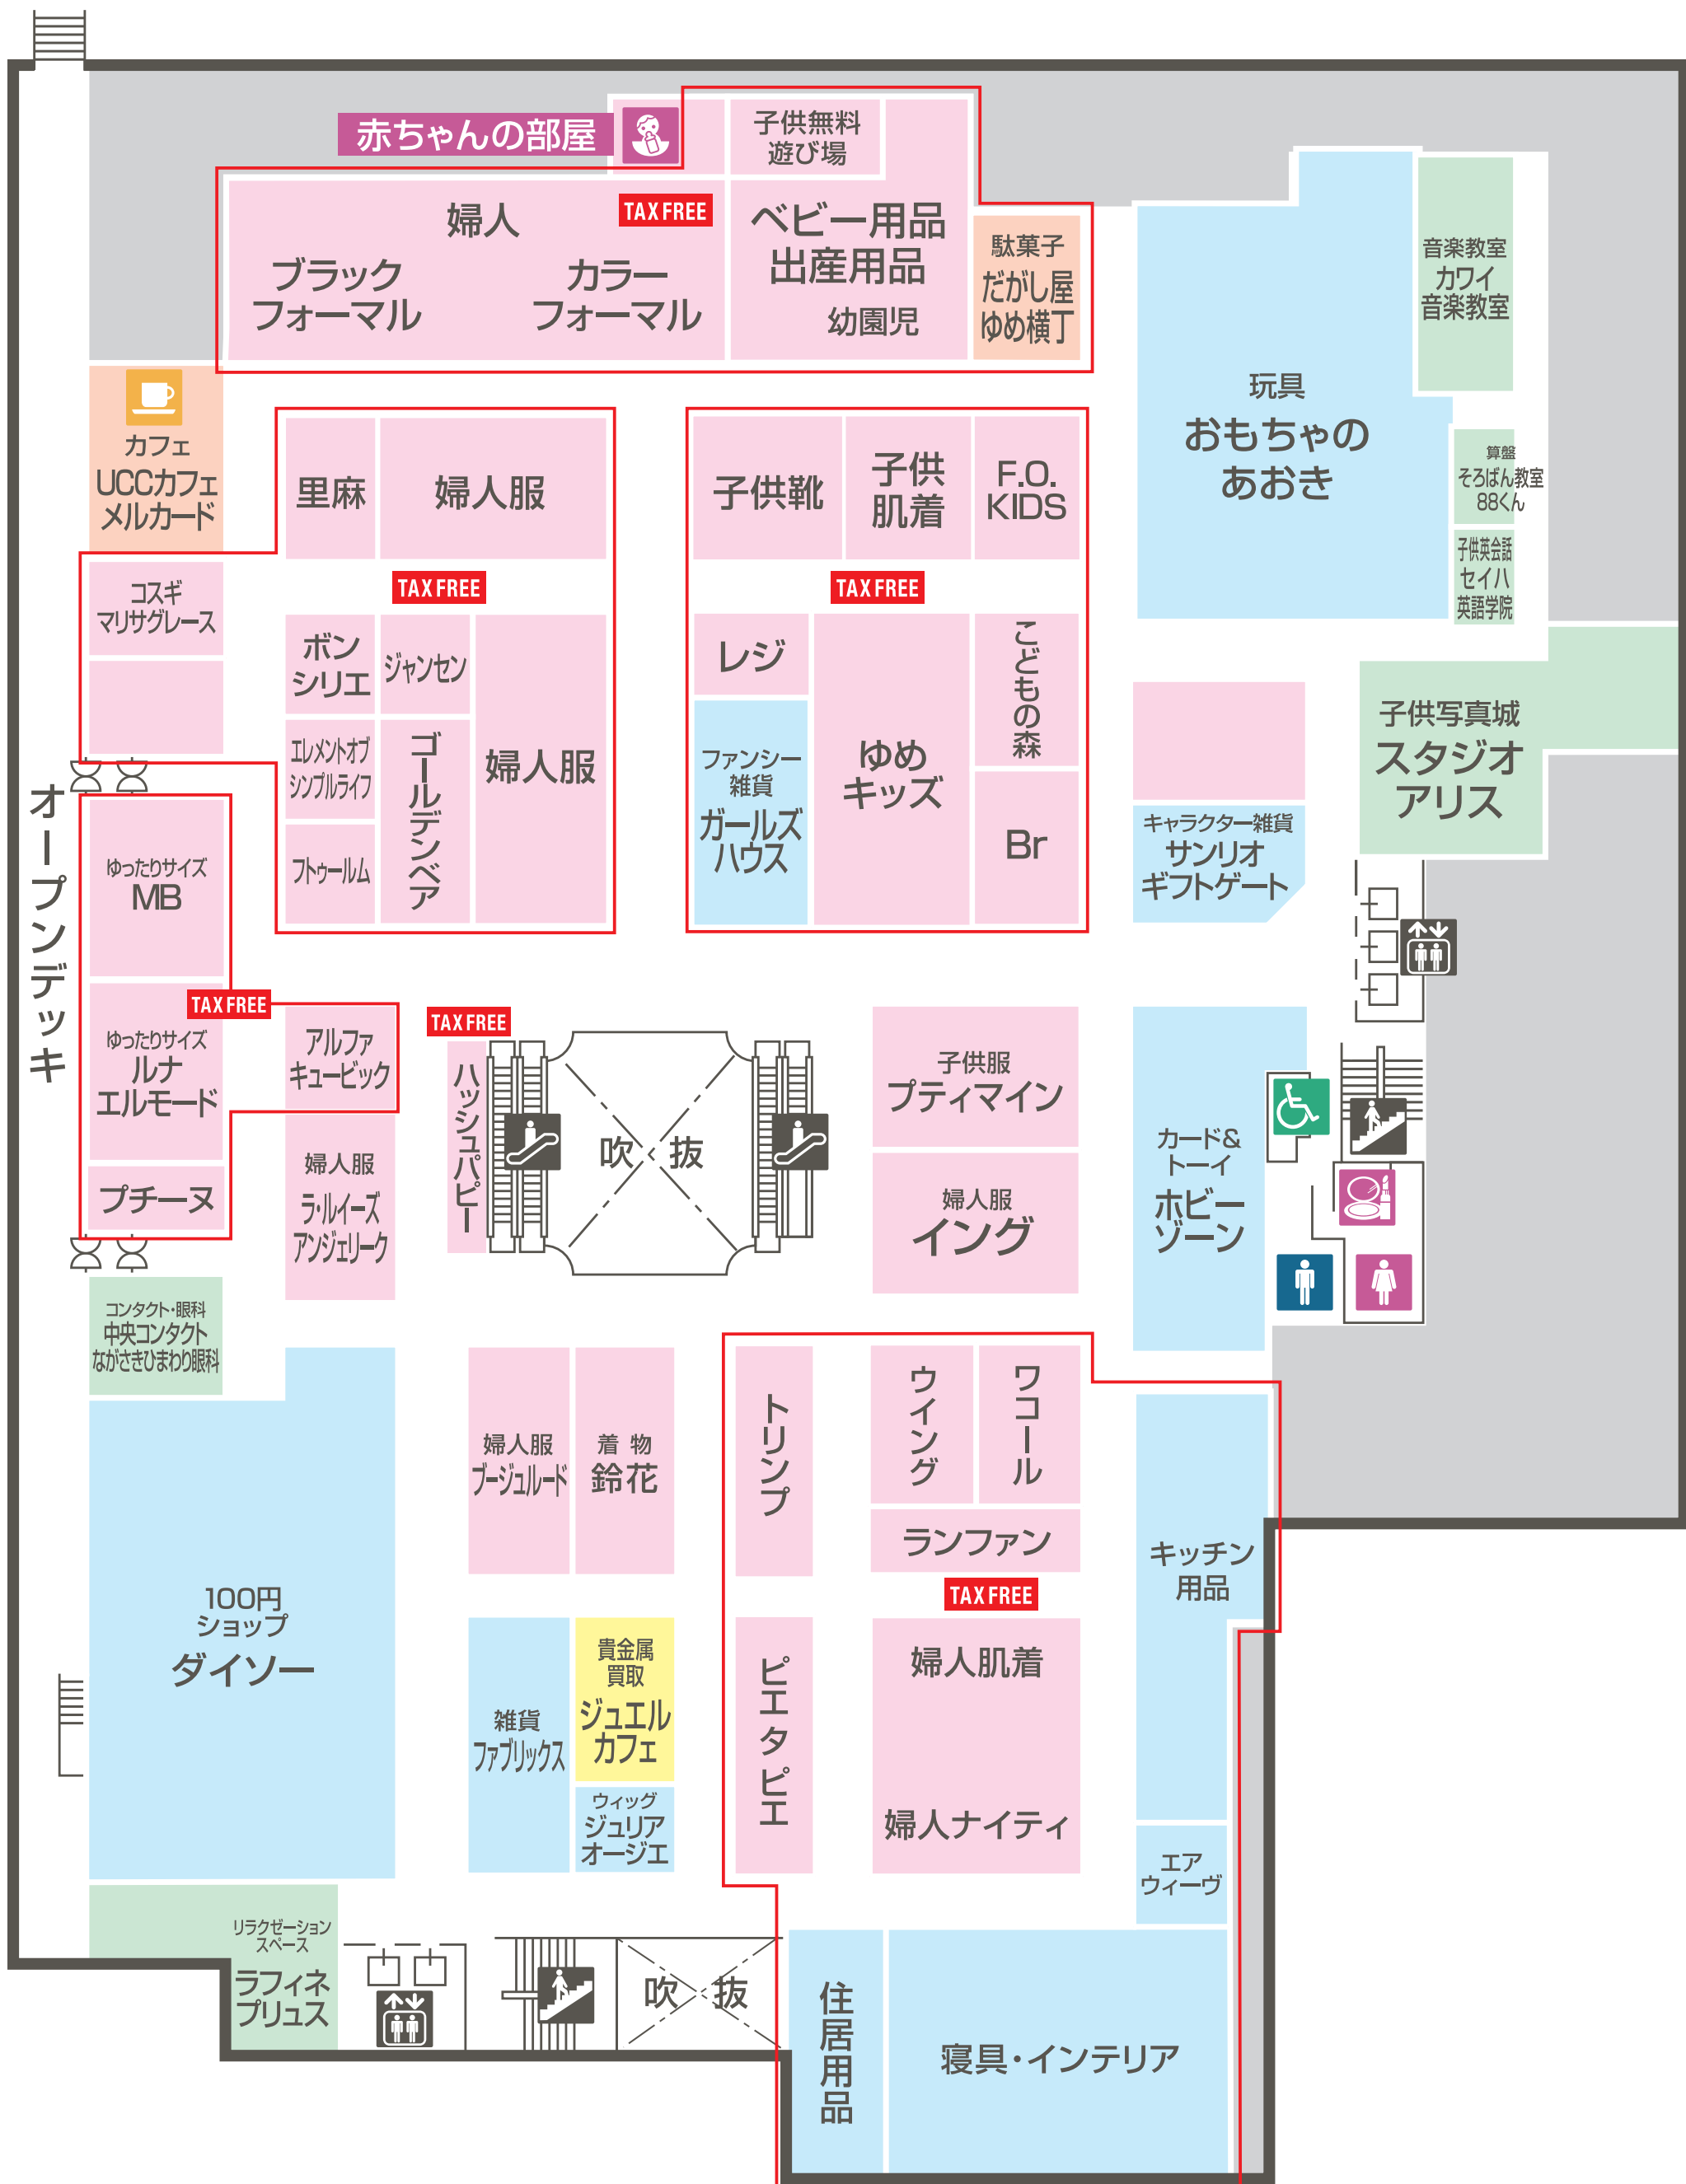 赤ちゃんの部屋
子供無料
遊び場
婦人
TAX FREE
ブラック
フォーマル
カラー
フォーマル
ベビー用品
出産用品
幼園児
駄菓子
だがし屋
ゆめ横丁
玩具
おもちゃの
あおき
音楽教室
カワイ
音楽教室
算盤
そろばん教室
88くん
子供英会話
セイハ
英語学院
カフェ
UCCカフェ
メルカード
里麻
婦人服
TAX FREE
子供靴
子供
肌着
F.O.
KIDS
TAX FREE
コスギ
マリサグレース
ボン
シリエ
ジャンセン
エレメントオブ
シンプルライフ
ゴールデンベア
婦人服
フトゥールム
レジ
ファンシー
雑貨
ガールズ
ハウス
ゆめ
キッズ
こどもの森
Br
キャラクター雑貨
サンリオ
ギフトゲート
子供写真城
スタジオ
アリス
オープンデッキ
ゆったりサイズ
MB
TAX FREE
ゆったりサイズ
ルナ
エルモード
アルファ
キュービック
プチーヌ
婦人服
ラ・ルイーズ
アンジェリーク
TAX FREE
ハッシュパピー
吹抜
子供服
プティマイン
婦人服
イング
カード&
トーイ
ホビー
ゾーン
コンタクト・眼科
中央コンタクト
ながさきひまわり眼科
100円
ショップ
ダイソー
婦人服
ブージュルード
着物
鈴花
雑貨
ファブリックス
貴金属
買取
ジュエル
カフェ
ウィッグ
ジュリア
オージエ
トリンプ
ウイング
ワコール
ランファン
TAX FREE
ピエタピエ
婦人肌着
婦人ナイティ
キッチン
用品
エア
ウィーヴ
リラクゼーション
スペース
ラフィネ
プリュス
吹抜
住居用品
寝具・インテリア